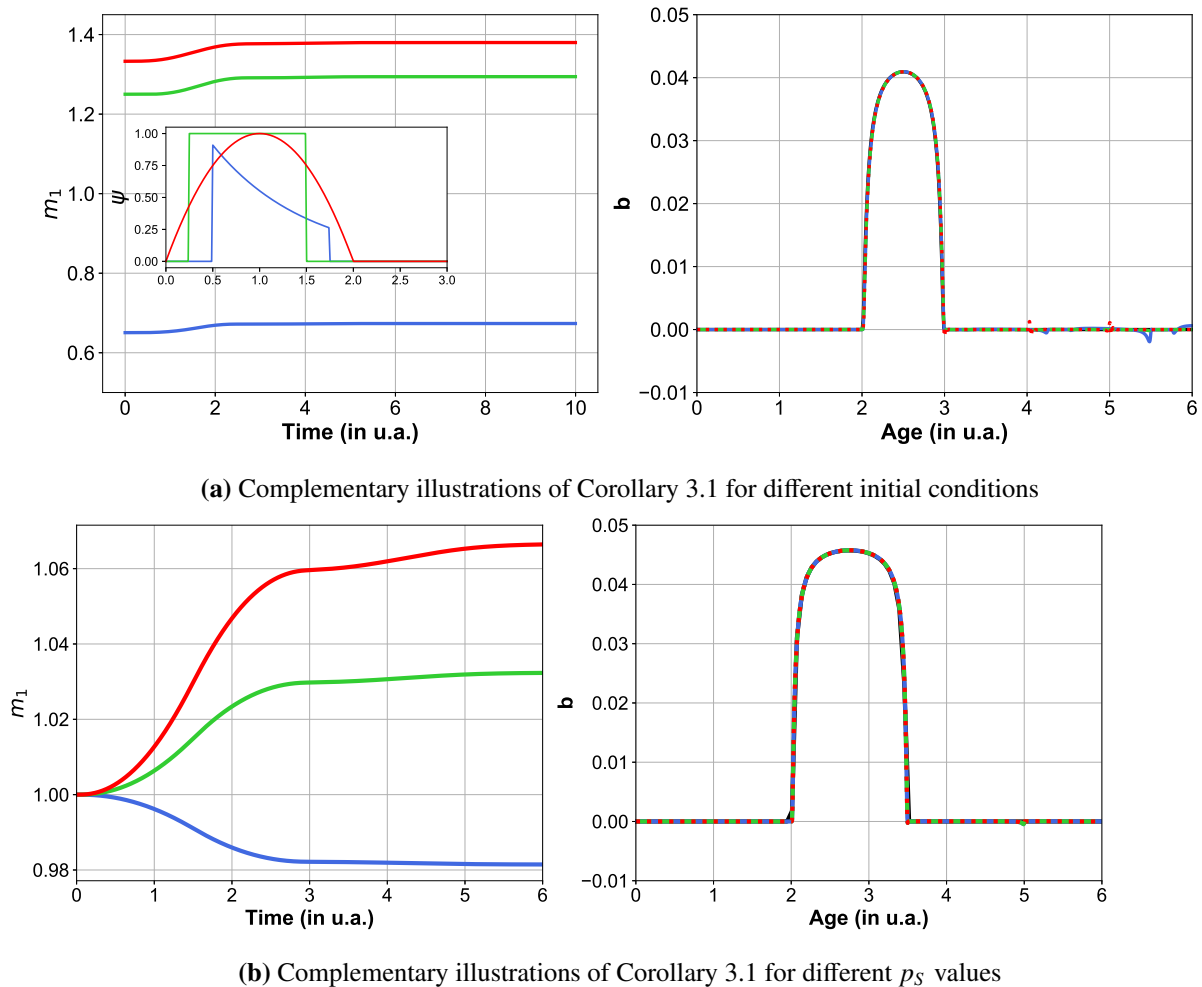 1.4
1.2
1.0
0.8
0.6
m₁
0 2 4 6 8 10
Time (in u.a.)
1.00
0.75
0.50
0.25
0.00
ψ
0.0 0.5 1.0 1.5 2.0 2.5 3.0
0.05
0.04
0.03
0.02
0.01
0.00
−0.01
b
0 1 2 3 4 5 6
Age (in u.a.)
(a) Complementary illustrations of Corollary 3.1 for different initial conditions
1.06
1.04
1.02
1.00
0.98
m₁
0 1 2 3 4 5 6
Time (in u.a.)
0.05
0.04
0.03
0.02
0.01
0.00
−0.01
b
0 1 2 3 4 5 6
Age (in u.a.)
(b) Complementary illustrations of Corollary 3.1 for different p_S values